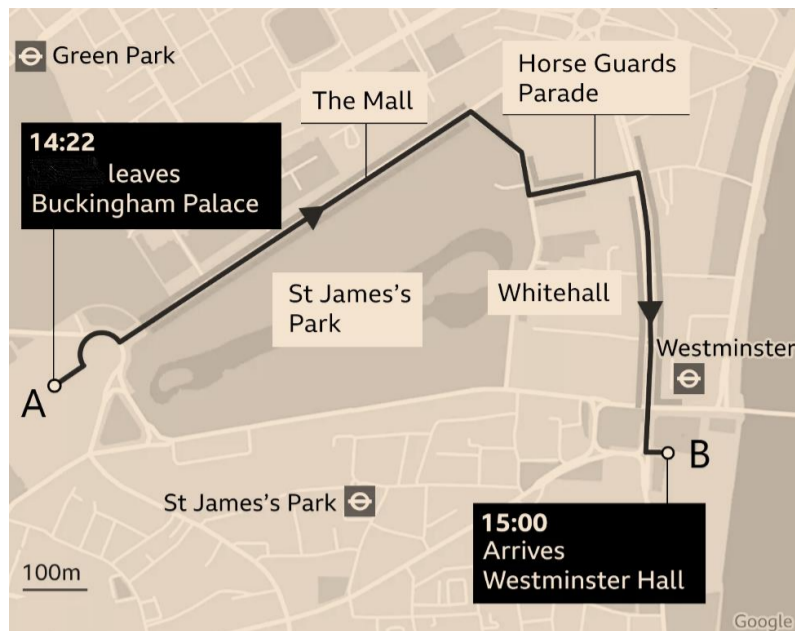 Green Park
The Mall
Horse Guards
Parade
14:22
leaves
Buckingham Palace
St James's
Park
Whitehall
Westminster
A
B
St James's Park
15:00
Arrives
Westminster Hall
100m
Google